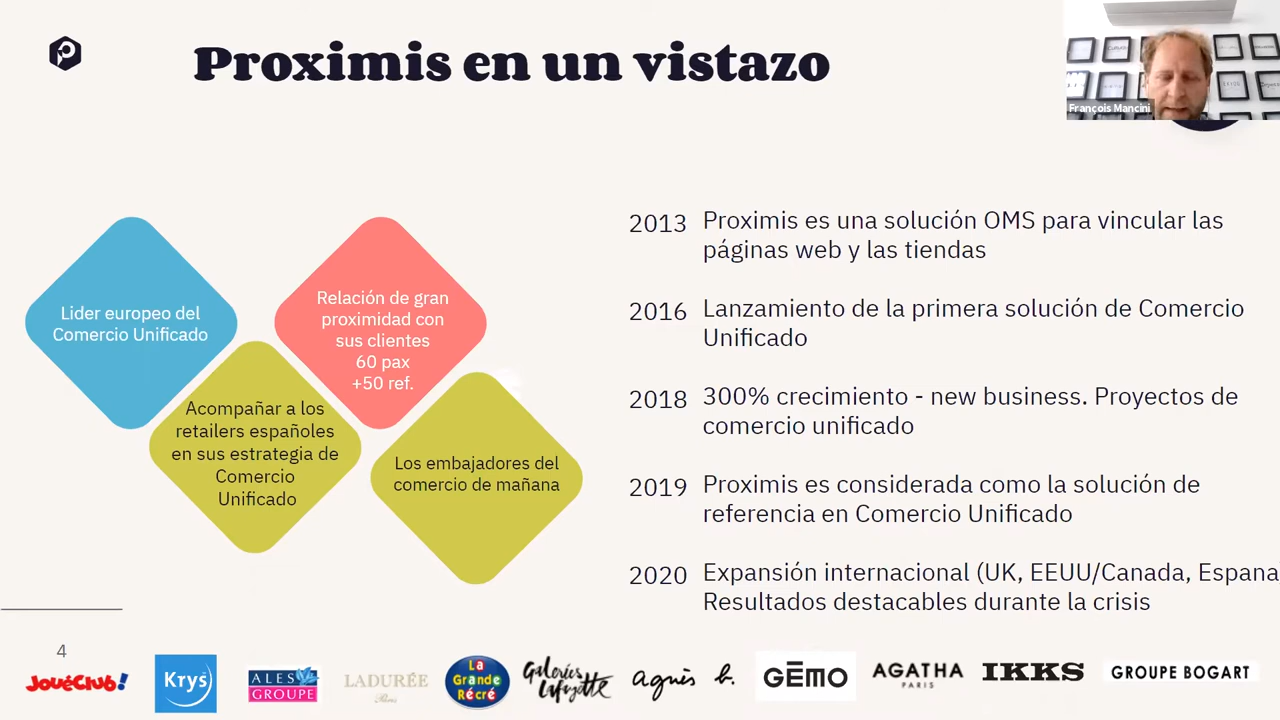 Proximis en un vistazo
François Mancini
Lider europeo del
Comercio Unificado
Relación de gran
proximidad con
sus clientes
60 pax
+50 ref.
Acompañar a los
retailers españoles
en sus estrategia de
Comercio
Unificado
Los embajadores del
comercio de mañana
2013 Proximis es una solución OMS para vincular las
páginas web y las tiendas
2016 Lanzamiento de la primera solución de Comercio
Unificado
2018 300% crecimiento - new business. Proyectos de
comercio unificado
2019 Proximis es considerada como la solución de
referencia en Comercio Unificado
2020 Expansión internacional (UK, EEUU/Canada, Espana
Resultados destacables durante la crisis
4
JouéClub!
Krys
ALES
GROUPE
LADURÉE
Paris
La
Grande
Récré
Galeries
Lafayette
agnès b.
GĒMO
AGATHA
PARIS
IKKS
GROUPE BOGART